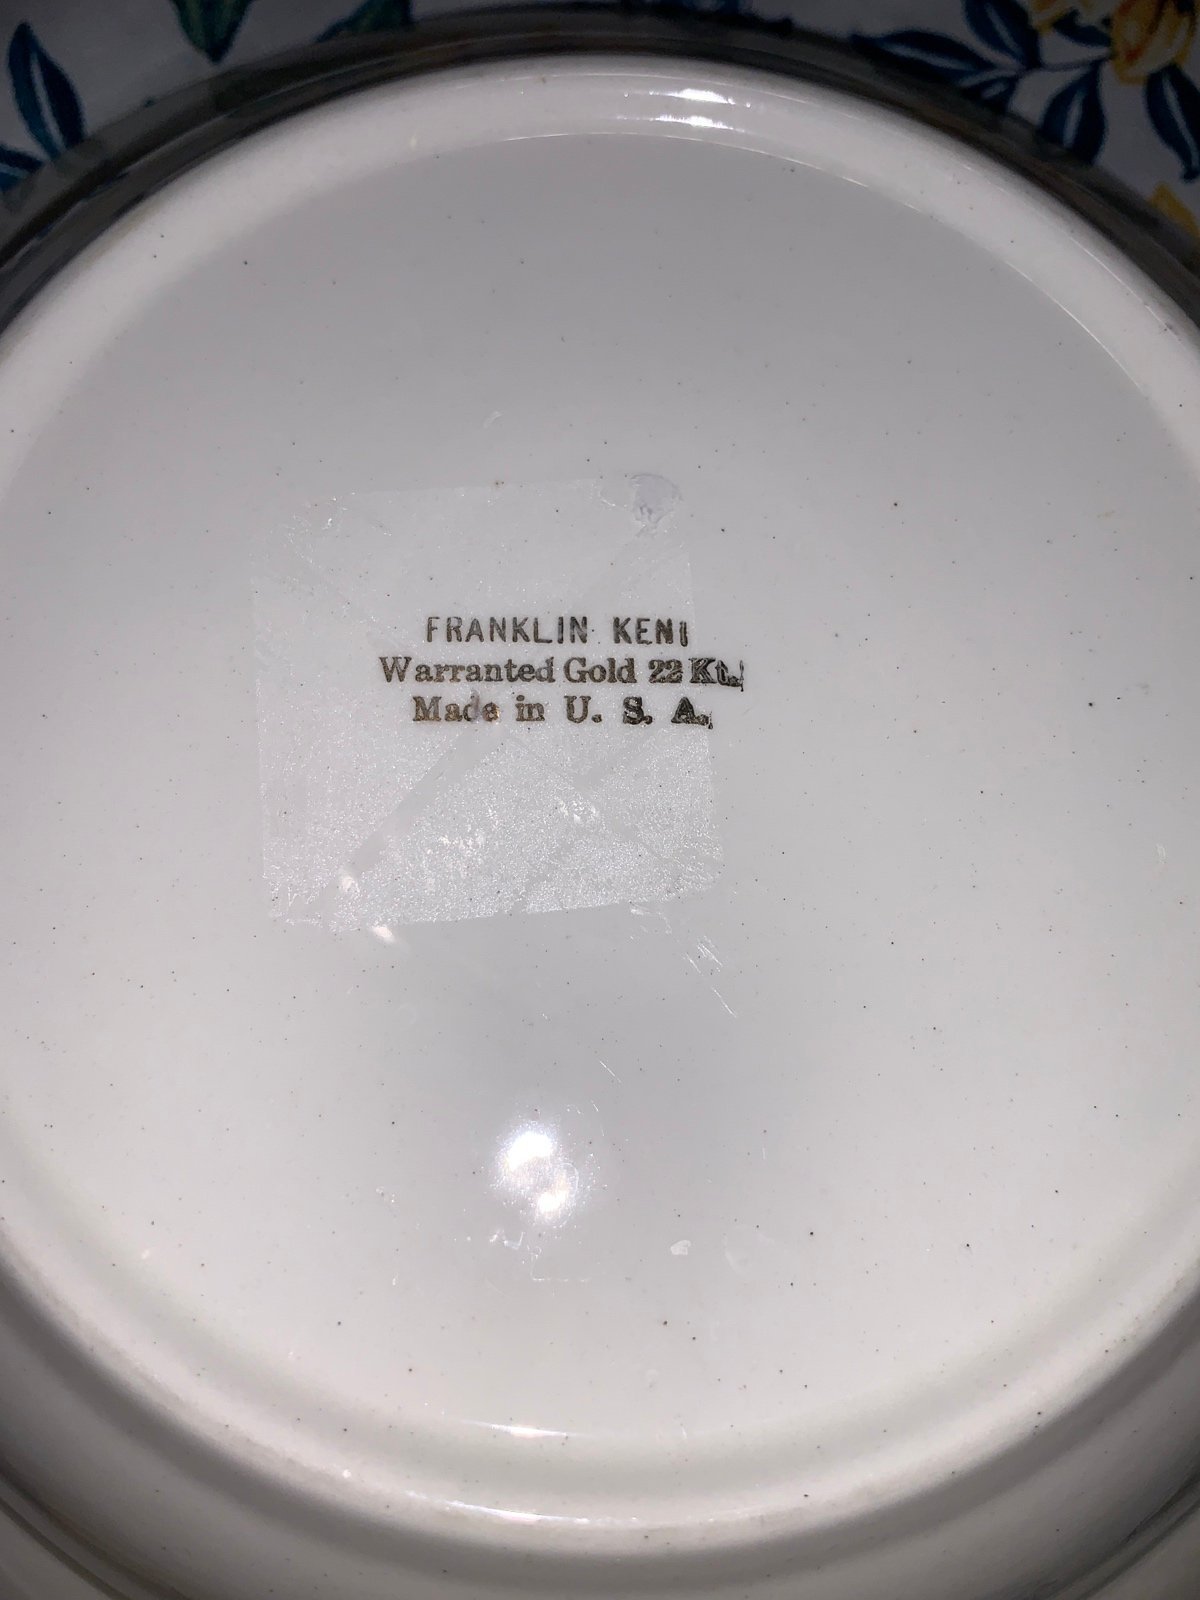 FRANKLIN KENT
Warranted Gold 22 Kt.
Made in U. S. A.